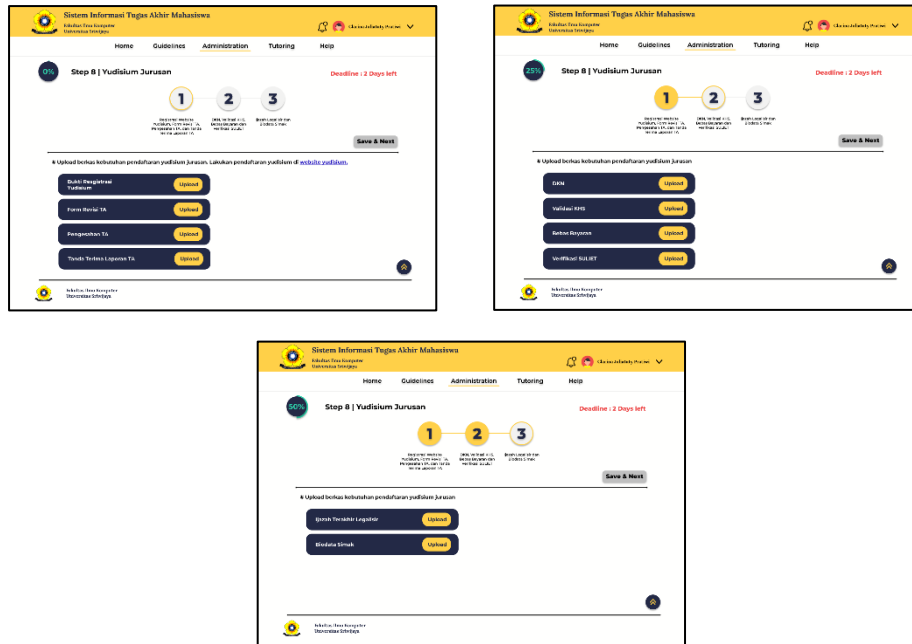 Sistem Informasi Tugas Akhir Mahasiswa
Fakultas Ilmu Komputer
Universitas Sriwijaya
Home Guidelines Administration Tutoring Help
0% Step 8 | Yudisium Jurusan Deadline : 2 Days left
1 2 3
Save & Next
# Upload berkas kebutuhan pendaftaran yudisium jurusan. Lakukan pendaftaran yudisium di website yudisium.
Bukti Resgistrasi
Yudisium Upload
Form Revisi TA Upload
Pengesahan TA Upload
Tanda Terima Laporan TA Upload
Fakultas Ilmu Komputer
Universitas Sriwijaya
Sistem Informasi Tugas Akhir Mahasiswa
Fakultas Ilmu Komputer
Universitas Sriwijaya
Home Guidelines Administration Tutoring Help
25% Step 8 | Yudisium Jurusan Deadline : 2 Days left
1 2 3
Save & Next
# Upload berkas kebutuhan pendaftaran yudisium jurusan
DKN Upload
Validasi KHS Upload
Bebas Bayaran Upload
Veriffikasi SULIET Upload
Fakultas Ilmu Komputer
Universitas Sriwijaya
Sistem Informasi Tugas Akhir Mahasiswa
Fakultas Ilmu Komputer
Universitas Sriwijaya
Home Guidelines Administration Tutoring Help
50% Step 8 | Yudisium Jurusan Deadline : 2 Days left
1 2 3
Save & Next
# Upload berkas kebutuhan pendaftaran yudisium jurusan
Ijazah Terakhir Legalisir Upload
Biodata Simak Upload
Fakultas Ilmu Komputer
Universitas Sriwijaya